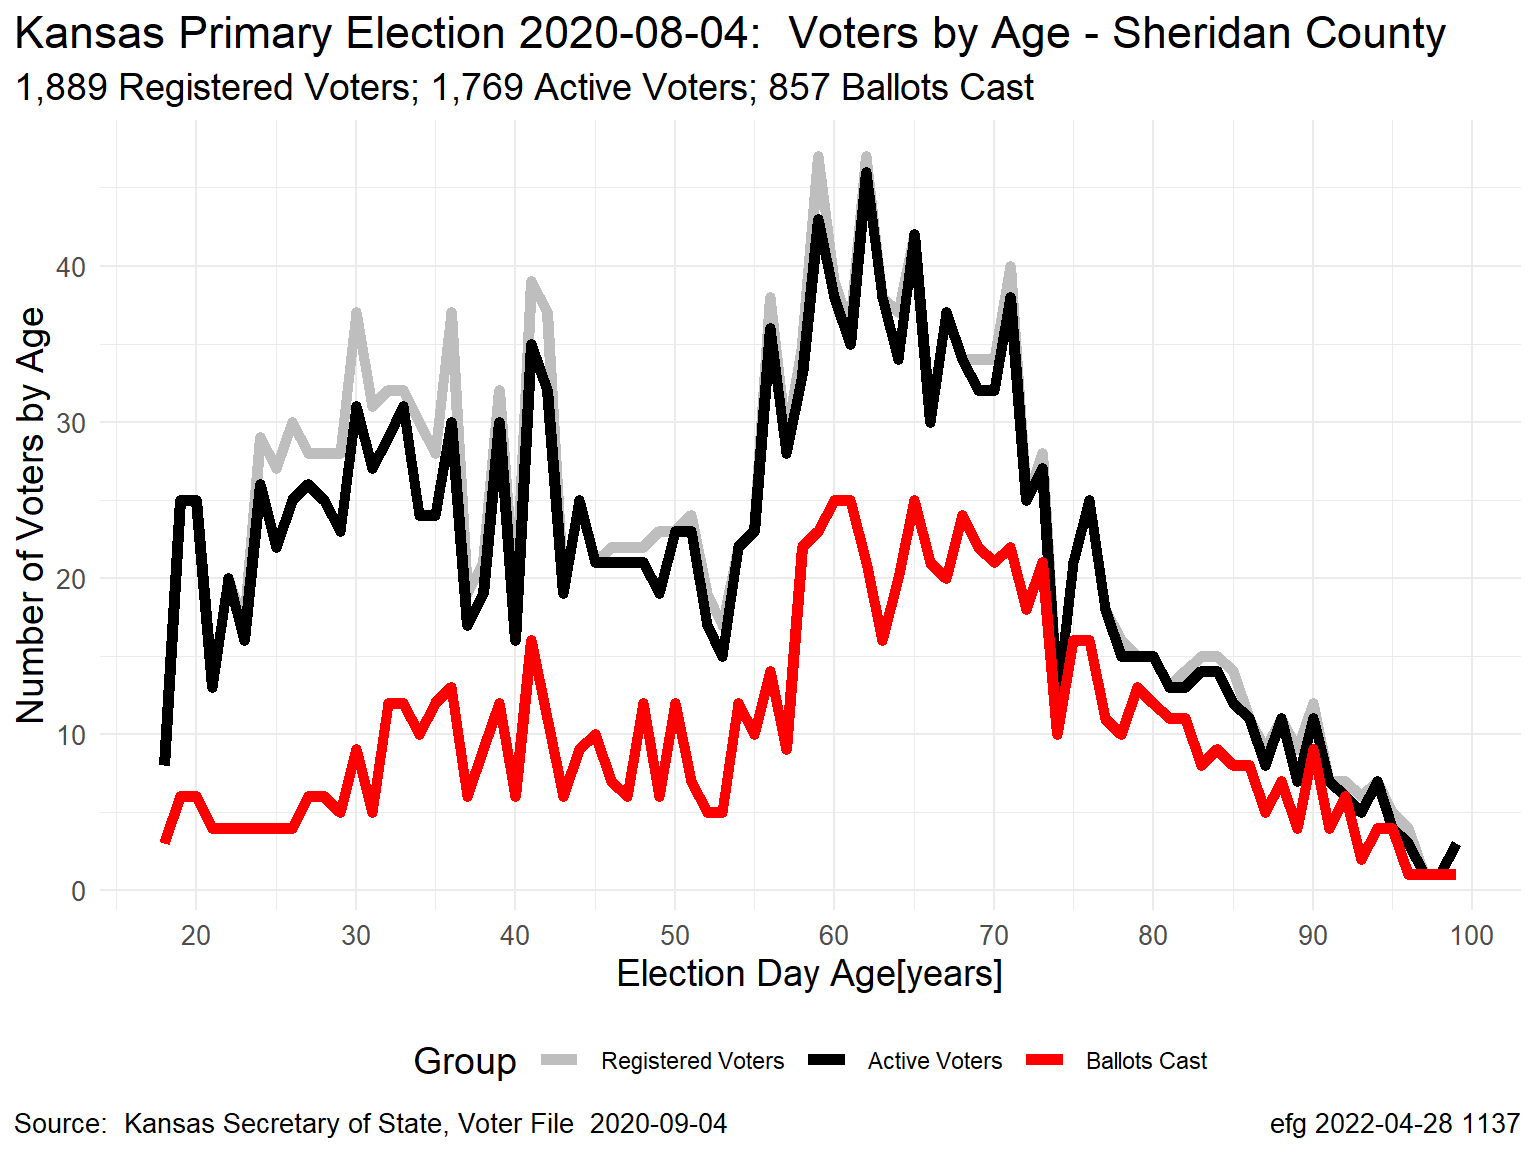 Kansas Primary Election 2020-08-04:  Voters by Age - Sheridan County
1,889 Registered Voters; 1,769 Active Voters; 857 Ballots Cast
Number of Voters by Age
40
30
20
10
0
20 30 40 50 60 70 80 90 100
Election Day Age[years]
Group Registered Voters Active Voters Ballots Cast
Source:  Kansas Secretary of State, Voter File  2020-09-04 efg 2022-04-28 1137